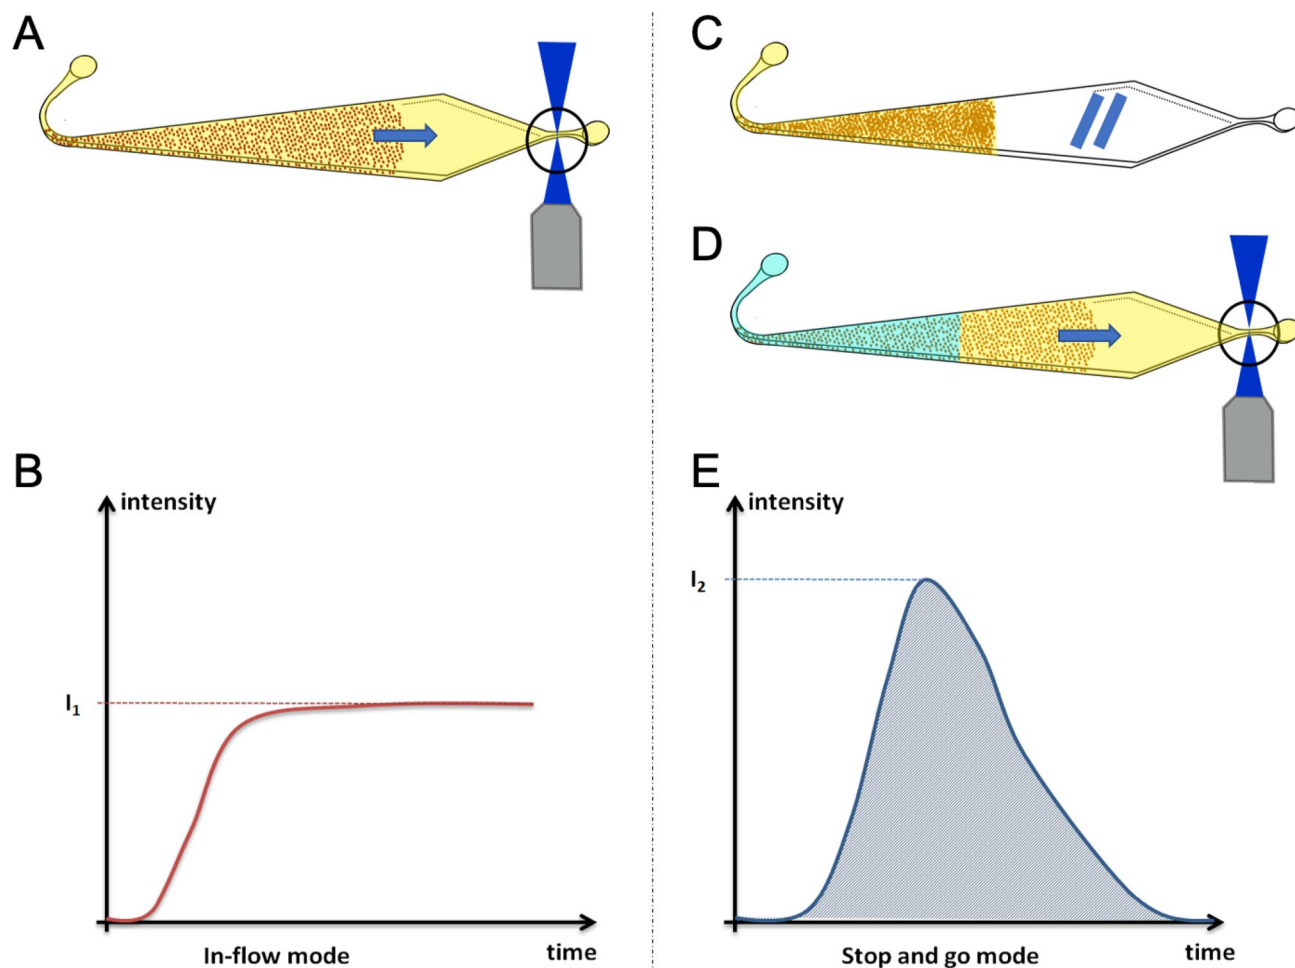 A
C
D
B
intensity
I₁
In-flow mode
time
E
intensity
I₂
Stop and go mode
time